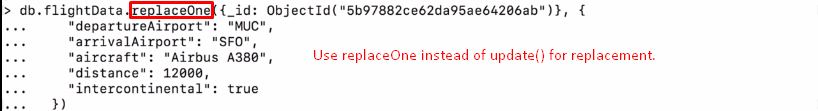 > db.flightData.replaceOne({_id: ObjectId("5b97882ce62da95ae64206ab")}, {
... "departureAirport": "MUC",
... "arrivalAirport": "SFO",
... "aircraft": "Airbus A380",
Use replaceOne instead of update() for replacement.
... "distance": 12000,
... "intercontinental": true
... })